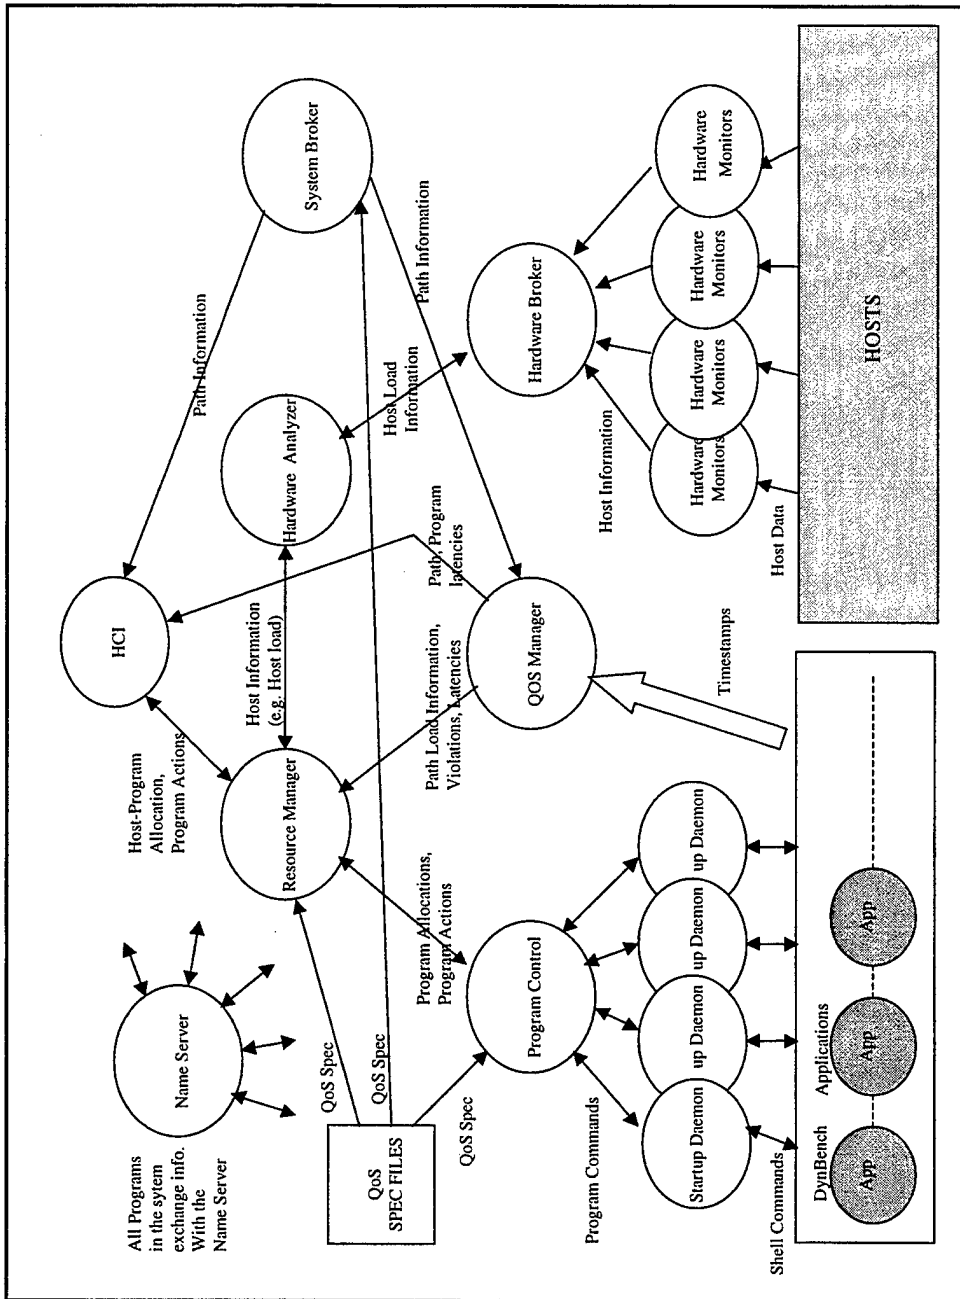 All Programs
in the sytem
exchange info.
With the
Name Server
Name Server
Host-Program
Allocation,
Program Actions
HCI
Path Information
System Broker
QoS Spec
QoS Spec
QoS Spec
QoS
SPEC FILES
Resource Manager
Host Information
(e.g. Host load)
Hardware Analyzer
Host Load
Information
Path Information
Program Allocations,
Program Actions
Path Load Information,
Violations, Latencies
Path, Program
latencies
Program Commands
Program Control
QOS Manager
Hardware Broker
Host Information
Startup Daemon
up Daemon
up Daemon
up Daemon
Timestamps
Hardware
Monitors
Hardware
Monitors
Hardware
Monitors
Hardware
Monitors
Shell Commands
Host Data
DynBench
Applications
App
App
App
HOSTS